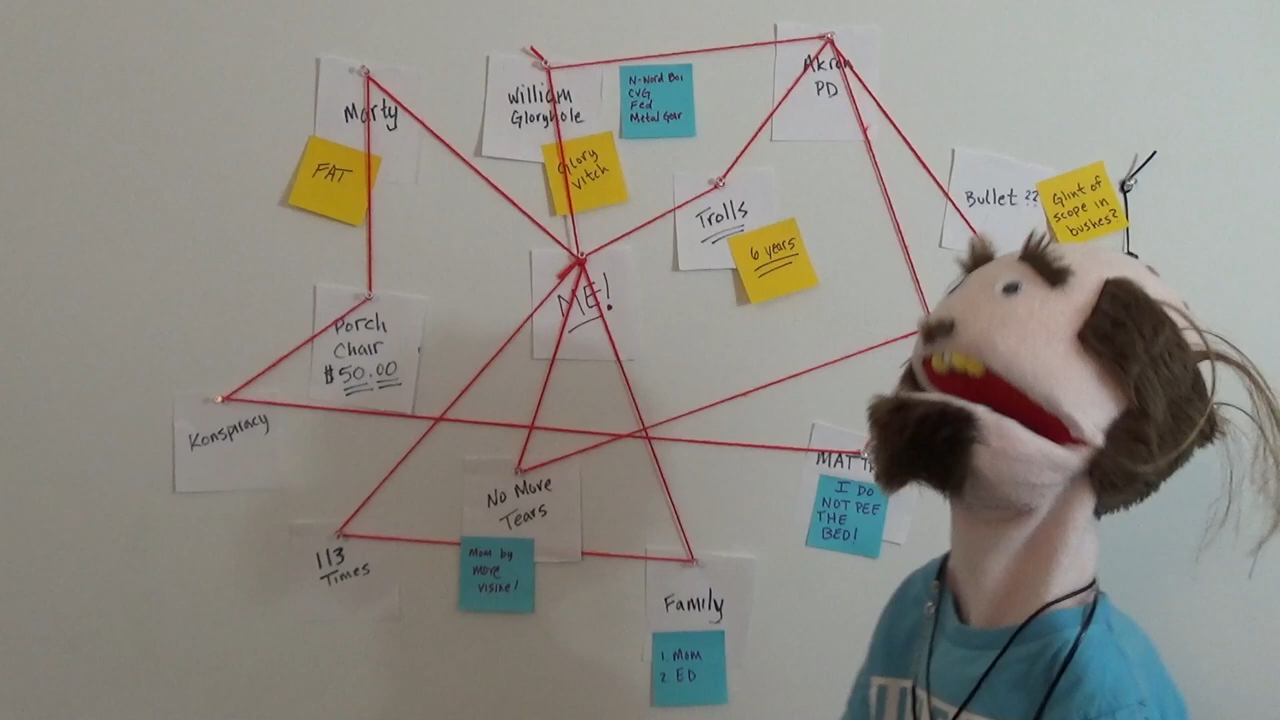 Marty
FAT
William
Gloryhole
Glory
Vitch
N-Word Boi
CVG
Fed
Metal Gear
Akron
PD
Trolls
6 years
Bullet ??
Glint of
scope in
bushes?
ME!
Porch
Chair
$50.00
Konspiracy
113
Times
No More
Tears
Mom by
more
Visine!
Family
1. Mom
2. ED
I DO
NOT PEE
THE
BED!